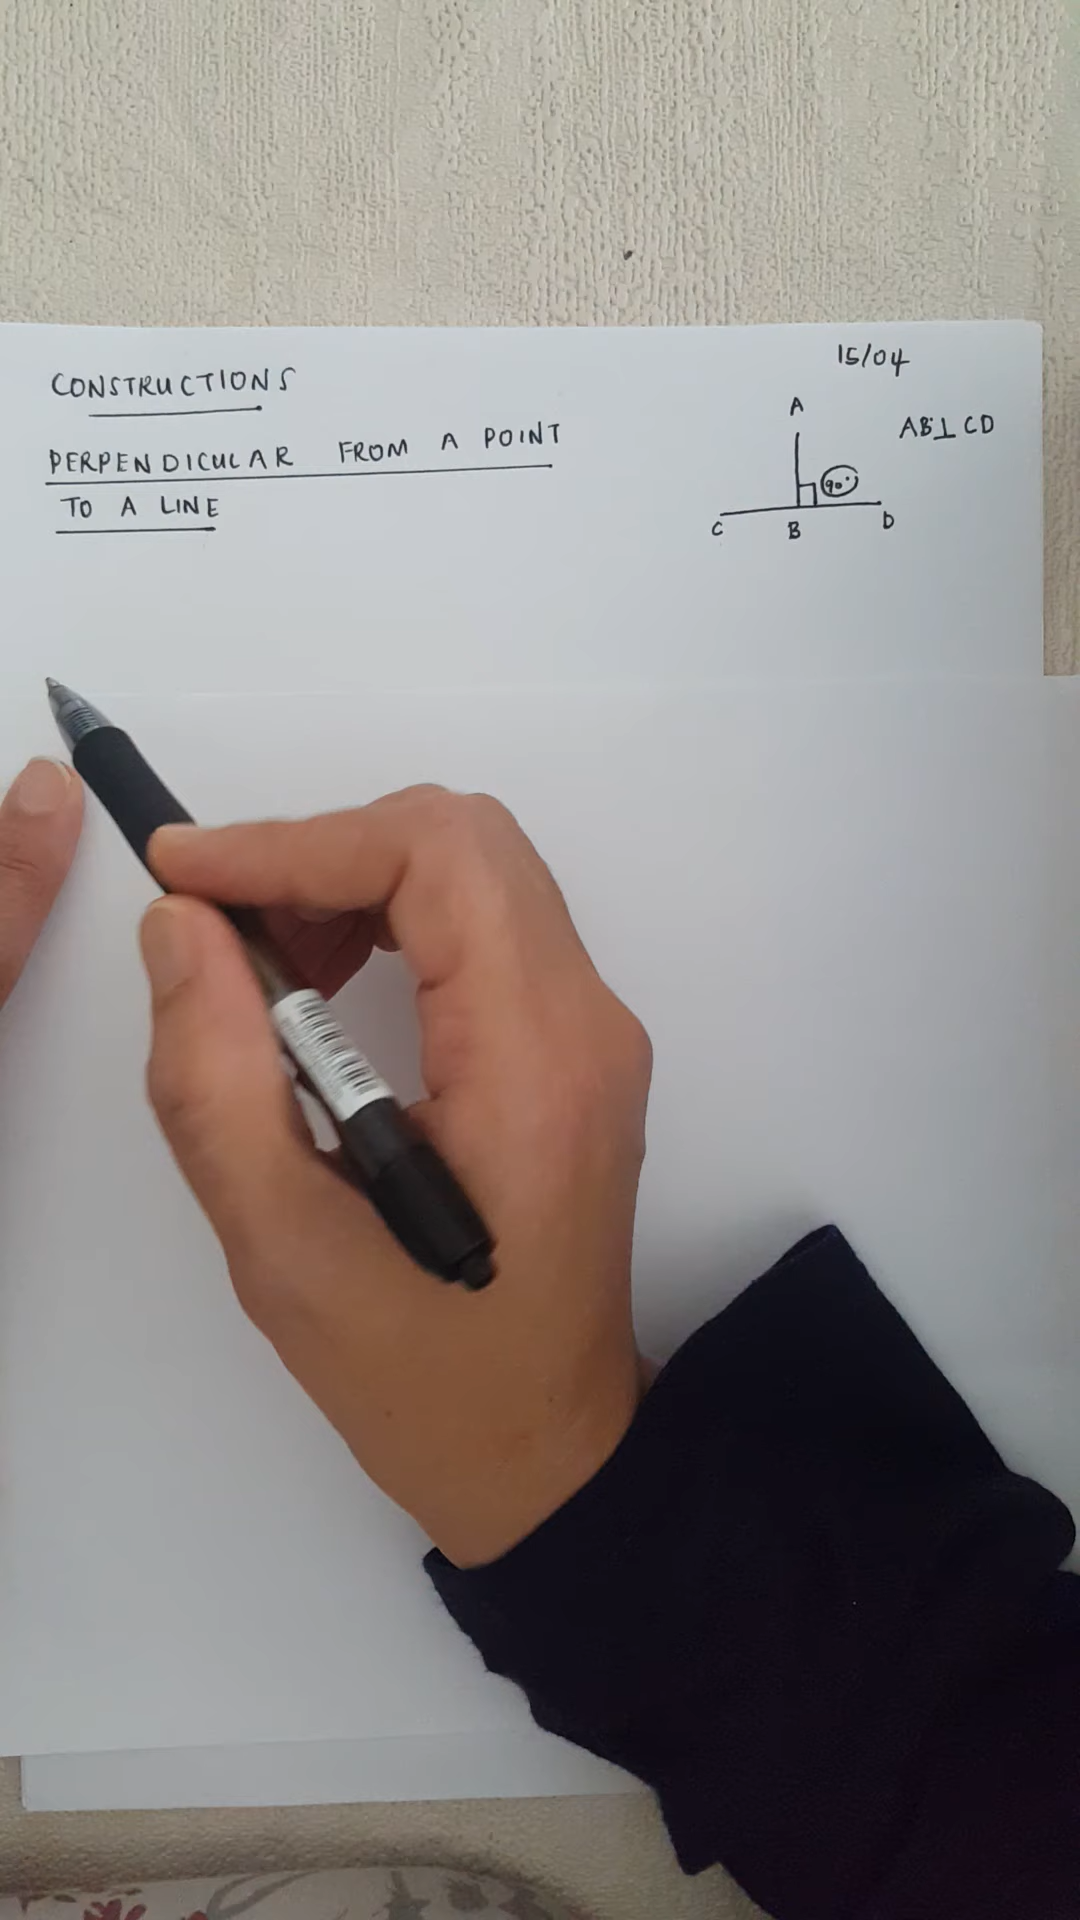 15/04
CONSTRUCTIONS
A
AB⊥CD
PERPENDICULAR FROM A POINT
90°
TO A LINE
C B D